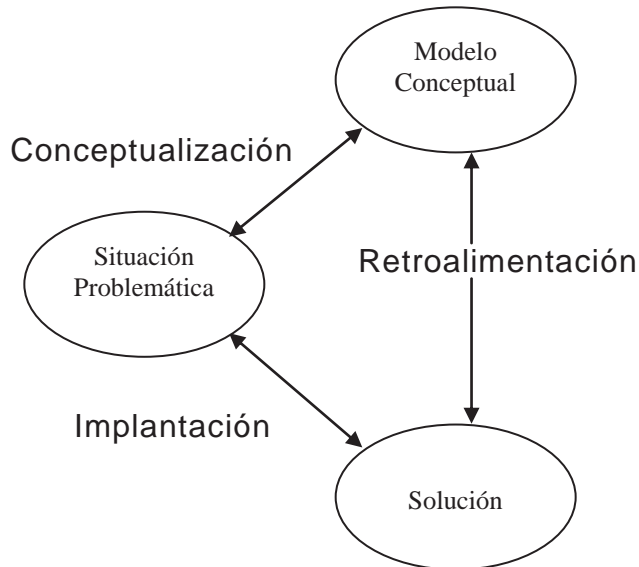 Modelo
Conceptual
Conceptualización
Situación
Problemática
Retroalimentación
Implantación
Solución